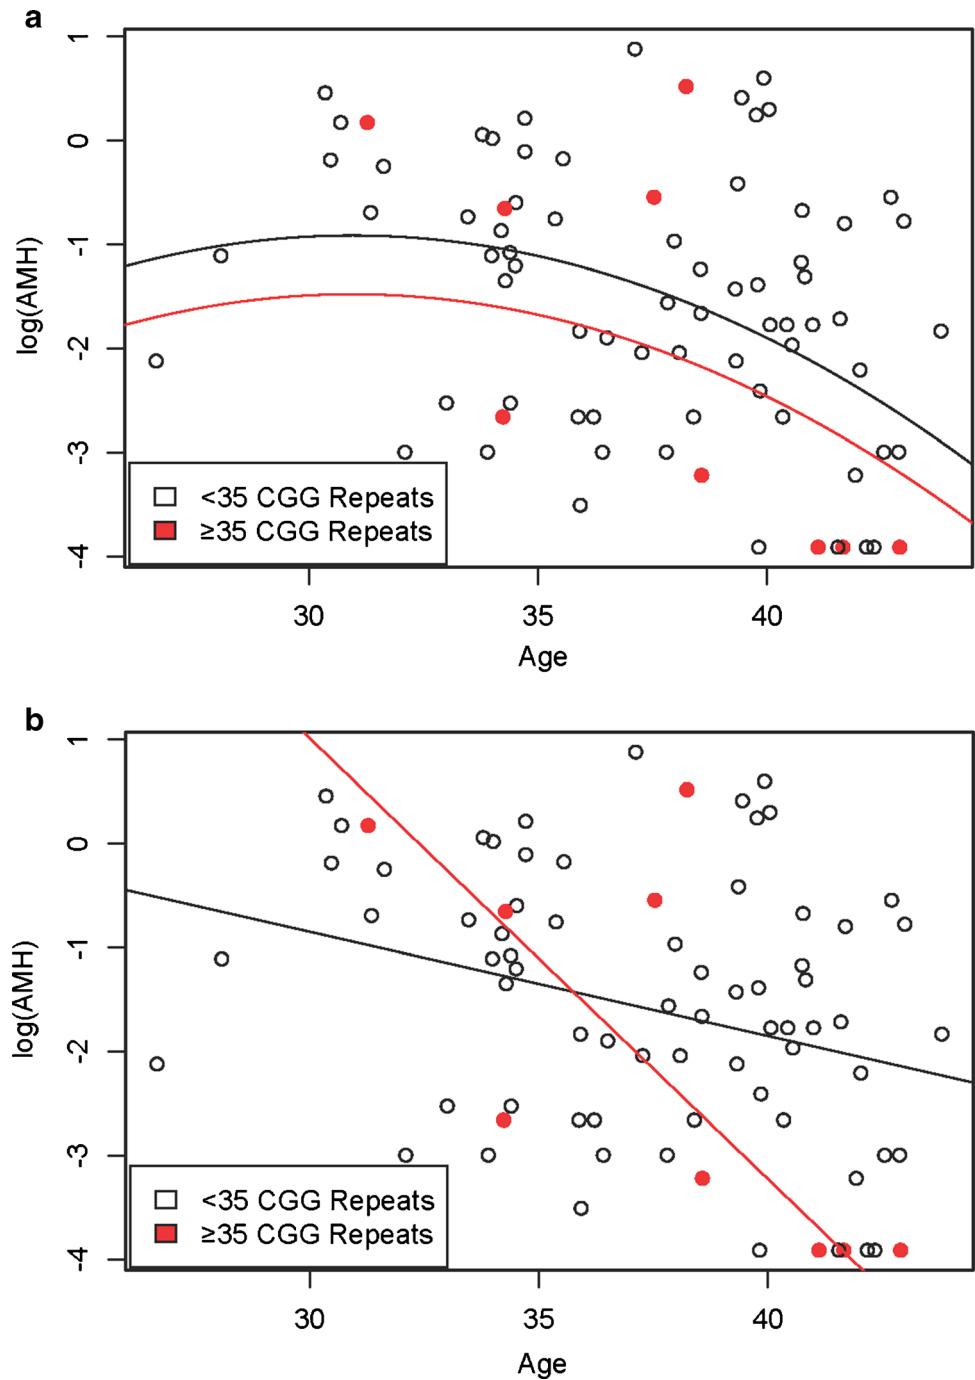 a
1
0
-1
-2
-3
-4
log(AMH)
<35 CGG Repeats
≥35 CGG Repeats
30 35 40
Age
b
1
0
-1
-2
-3
-4
log(AMH)
<35 CGG Repeats
≥35 CGG Repeats
30 35 40
Age